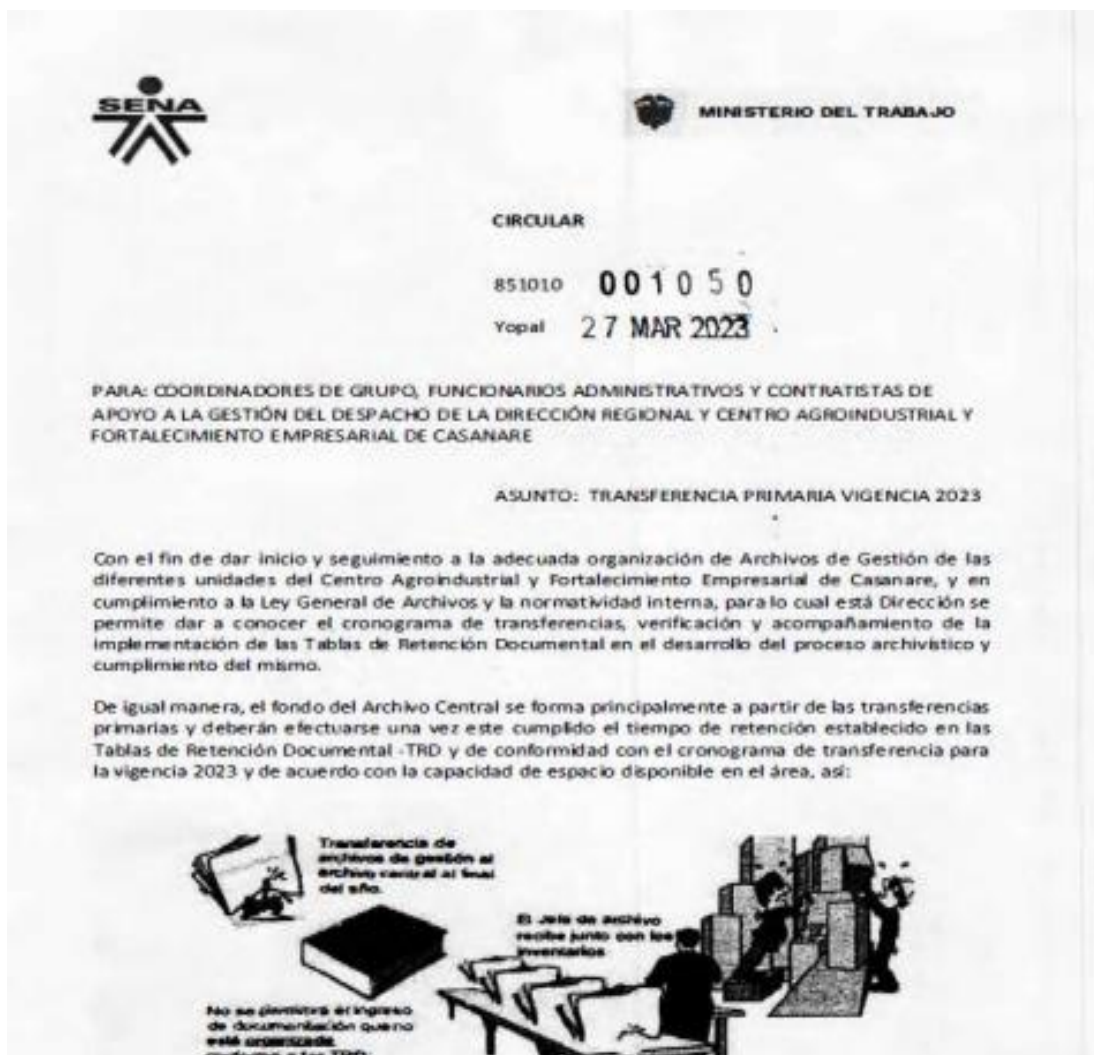 SENA
MINISTERIO DEL TRABAJO
CIRCULAR
851010 001050
Yopal 27 MAR 2023
PARA: COORDINADORES DE GRUPO, FUNCIONARIOS ADMINISTRATIVOS Y CONTRATISTAS DE
APOYO A LA GESTIÓN DEL DESPACHO DE LA DIRECCIÓN REGIONAL Y CENTRO AGROINDUSTRIAL Y
FORTALECIMIENTO EMPRESARIAL DE CASANARE
ASUNTO: TRANSFERENCIA PRIMARIA VIGENCIA 2023
Con el fin de dar inicio y seguimiento a la adecuada organización de Archivos de Gestión de las
diferentes unidades del Centro Agroindustrial y Fortalecimiento Empresarial de Casanare, y en
cumplimiento a la Ley General de Archivos y la normatividad interna, para lo cual está Dirección se
permite dar a conocer el cronograma de transferencias, verificación y acompañamiento de la
implementación de las Tablas de Retención Documental en el desarrollo del proceso archivístico y
cumplimiento del mismo.
De igual manera, el fondo del Archivo Central se forma principalmente a partir de las transferencias
primarias y deberán efectuarse una vez este cumplido el tiempo de retención establecido en las
Tablas de Retención Documental -TRD y de conformidad con el cronograma de transferencia para
la vigencia 2023 y de acuerdo con la capacidad de espacio disponible en el área, así:
Transferencia de
archivos de gestión al
archivo central al final
del año.
El Jefe de archivo
recibe junto con los
inventarios
No se permitirá el ingreso
de documentación que no
esté organizada
conforme a las TRD.